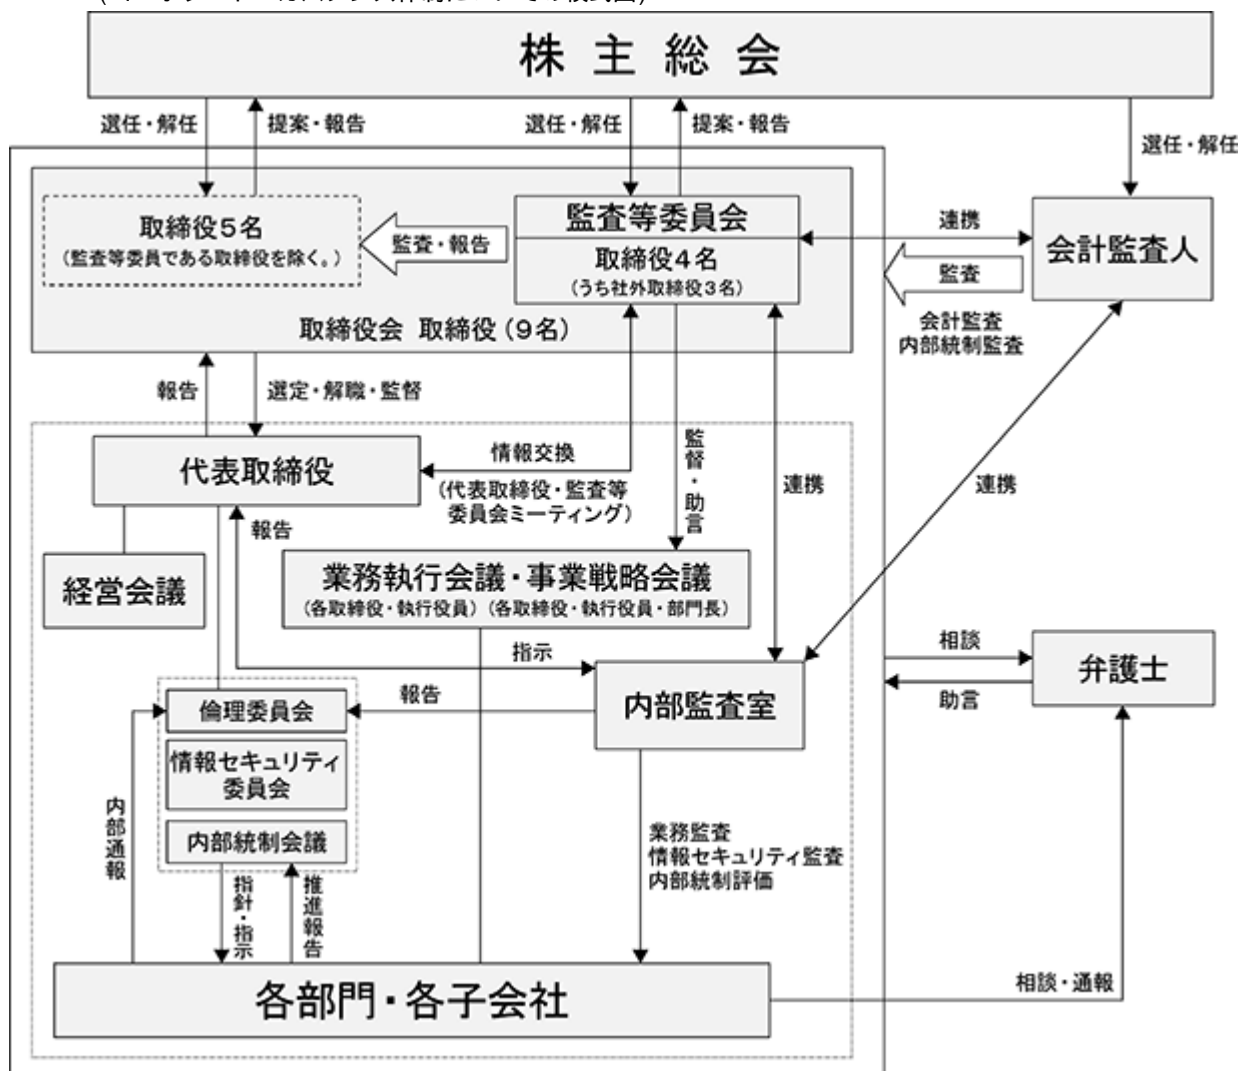 株主総会
選任・解任
提案・報告
選任・解任
提案・報告
選任・解任
取締役5名
(監査等委員である取締役を除く。)
監査・報告
監査等委員会
取締役4名
(うち社外取締役3名)
連携
会計監査人
監査
会計監査
内部統制監査
取締役会 取締役(9名)
報告
選定・解職・監督
代表取締役
情報交換
(代表取締役・監査等
委員会ミーティング)
監督・助言
連携
連携
報告
経営会議
業務執行会議・事業戦略会議
(各取締役・執行役員)(各取締役・執行役員・部門長)
指示
相談
弁護士
助言
内部監査室
報告
倫理委員会
情報セキュリティ
委員会
内部統制会議
内部通報
指針・指示
推進報告
業務監査
情報セキュリティ監査
内部統制評価
各部門・各子会社
相談・通報